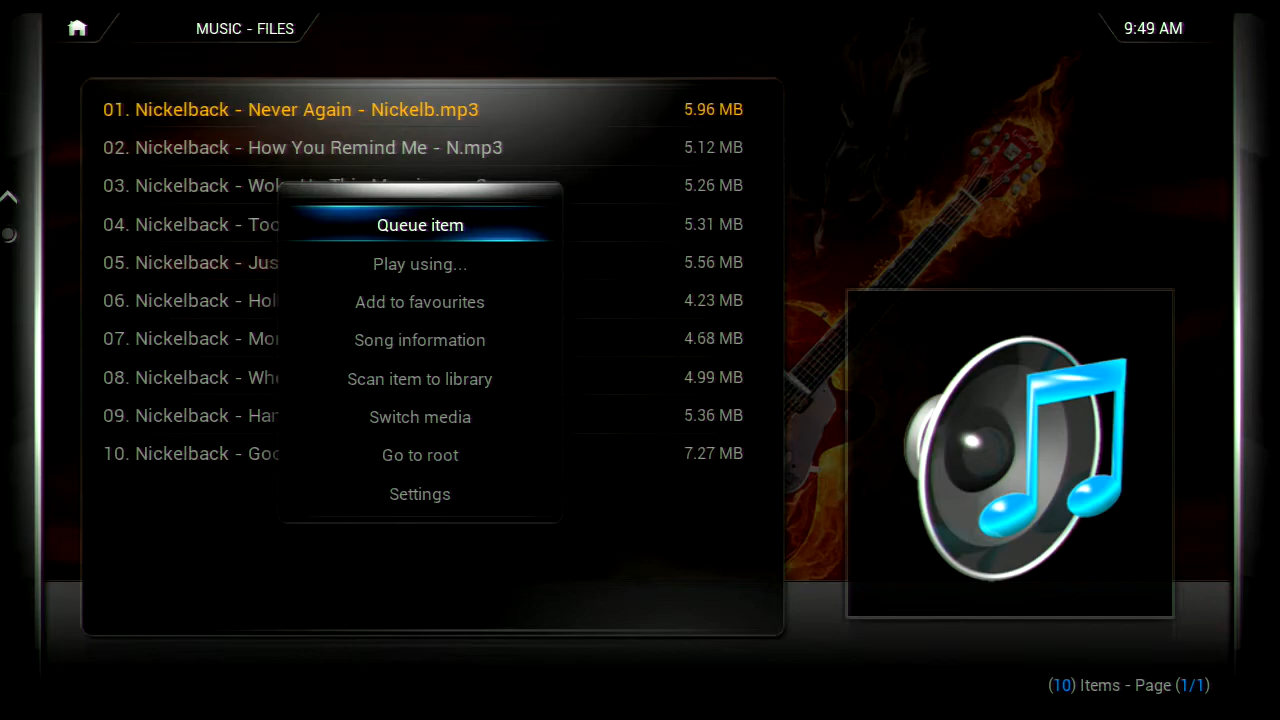 MUSIC - FILES
9:49 AM
01. Nickelback - Never Again - Nickelb.mp3 5.96 MB
02. Nickelback - How You Remind Me - N.mp3 5.12 MB
03. Nickelback - 5.26 MB
04. Nickelback - 5.31 MB
05. Nickelback - 5.56 MB
06. Nickelback - 4.23 MB
07. Nickelback - 4.68 MB
08. Nickelback - 4.99 MB
09. Nickelback - 5.36 MB
10. Nickelback - 7.27 MB
Queue item
Play using...
Add to favourites
Song information
Scan item to library
Switch media
Go to root
Settings
(10) Items - Page (1/1)